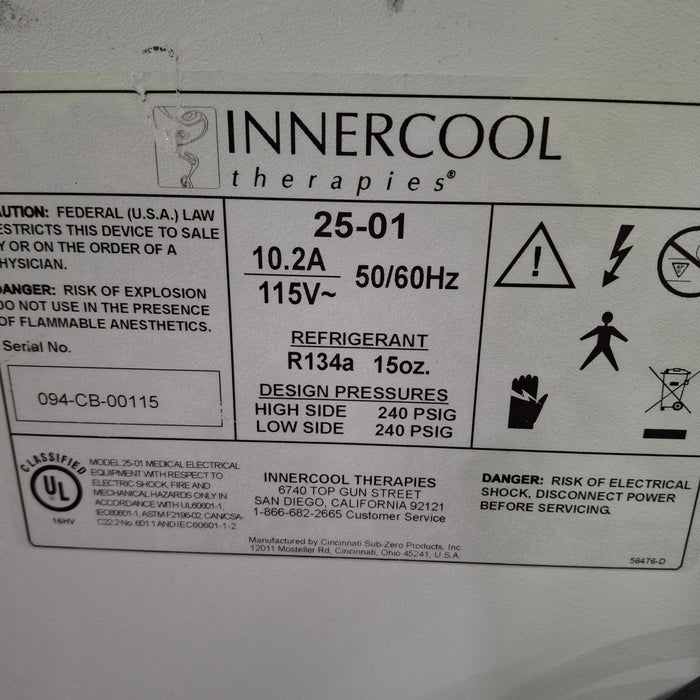 INNERCOOL
therapies®
AUTION: FEDERAL (U.S.A.) LAW
ESTRICTS THIS DEVICE TO SALE
Y OR ON THE ORDER OF A
HYSICIAN.
ANGER: RISK OF EXPLOSION
DO NOT USE IN THE PRESENCE
OF FLAMMABLE ANESTHETICS.
Serial No.
094-CB-00115
25-01
10.2A
115V~
50/60Hz
REFRIGERANT
R134a 15oz.
DESIGN PRESSURES
HIGH SIDE 240 PSIG
LOW SIDE 240 PSIG
!
CLASSIFIED
UL
16HV
MODEL 25-01 MEDICAL ELECTRICAL
EQUIPMENT WITH RESPECT TO
ELECTRIC SHOCK, FIRE AND
MECHANICAL HAZARDS ONLY IN
ACCORDANCE WITH UL60601-1,
IEC60601-1, ASTM F2196-02, CAN/CSA-
C22.2 No. 601.1 AND IEC60601-1-2
INNERCOOL THERAPIES
6740 TOP GUN STREET
SAN DIEGO, CALIFORNIA 92121
1-866-682-2665 Customer Service
Manufactured by Cincinnati Sub-Zero Products, Inc.
12011 Mosteller Rd, Cincinnati, Ohio 45241, U.S.A.
DANGER: RISK OF ELECTRICAL
SHOCK, DISCONNECT POWER
BEFORE SERVICING.
56476-D